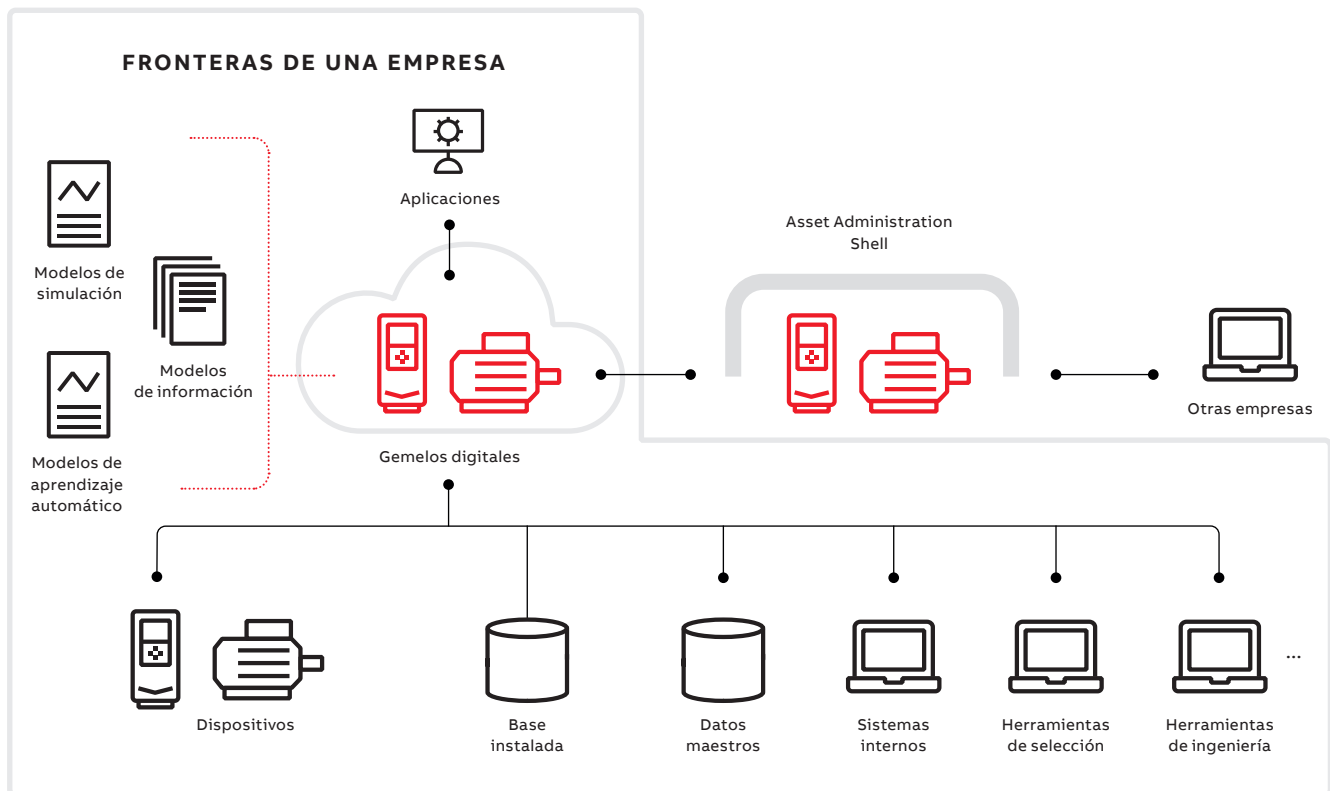 FRONTERAS DE UNA EMPRESA
Aplicaciones
Modelos de
simulación
Modelos
de información
Modelos de
aprendizaje
automático
Gemelos digitales
Asset Administration
Shell
Otras empresas
Dispositivos
Base
instalada
Datos
maestros
Sistemas
internos
Herramientas
de selección
Herramientas
de ingeniería
...